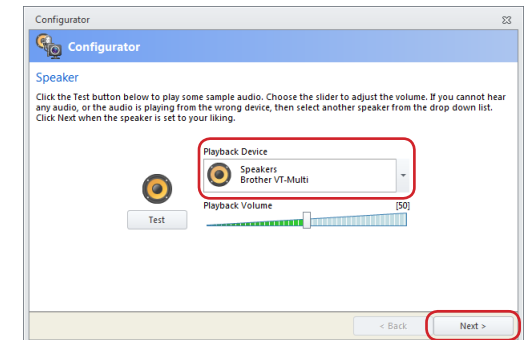 Configurator
Configurator
Speaker
Click the Test button below to play some sample audio. Choose the slider to adjust the volume. If you cannot hear
any audio, or the audio is playing from the wrong device, then select another speaker from the drop down list.
Click Next when the speaker is set to your liking.
Playback Device
Speakers
Brother VT-Multi
Playback Volume [50]
Test
< Back Next >